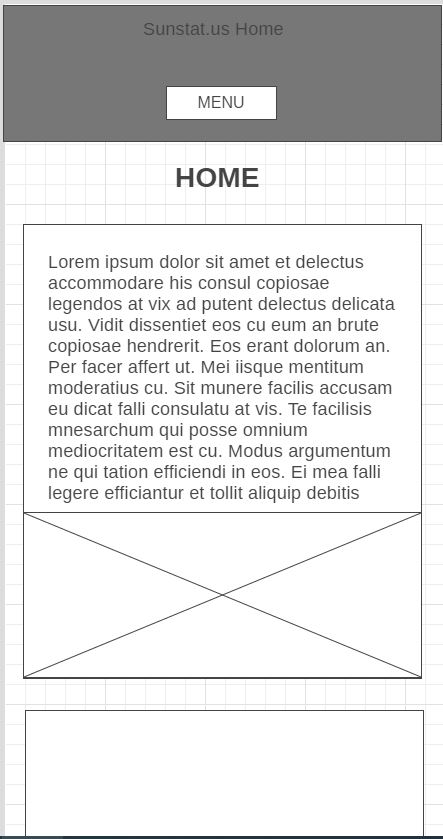 Sunstat.us Home
MENU
HOME
Lorem ipsum dolor sit amet et delectus
accommodare his consul copiosae
legendos at vix ad putent delectus delicata
usu. Vidit dissentiet eos cu eum an brute
copiosae hendrerit. Eos erant dolorum an.
Per facer affert ut. Mei iisque mentitum
moderatius cu. Sit munere facilis accusam
eu dicat falli consulatu at vis. Te facilisis
mnesarchum qui posse omnium
mediocritatem est cu. Modus argumentum
ne qui tation efficiendi in eos. Ei mea falli
legere efficiantur et tollit aliquip debitis